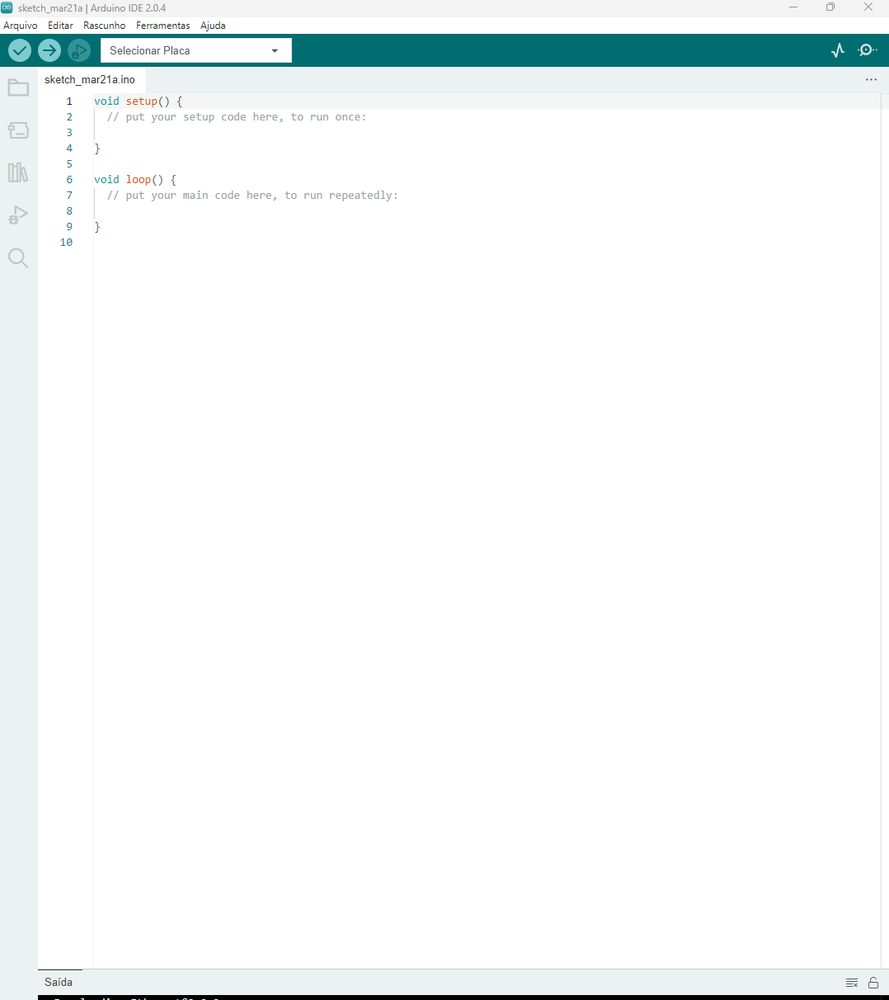 sketch_mar21a | Arduino IDE 2.0.4
Arquivo Editar Rascunho Ferramentas Ajuda
Selecionar Placa
sketch_mar21a.ino
1 void setup() {
2 // put your setup code here, to run once:
3
4 }
5
6 void loop() {
7 // put your main code here, to run repeatedly:
8
9 }
10
Saída